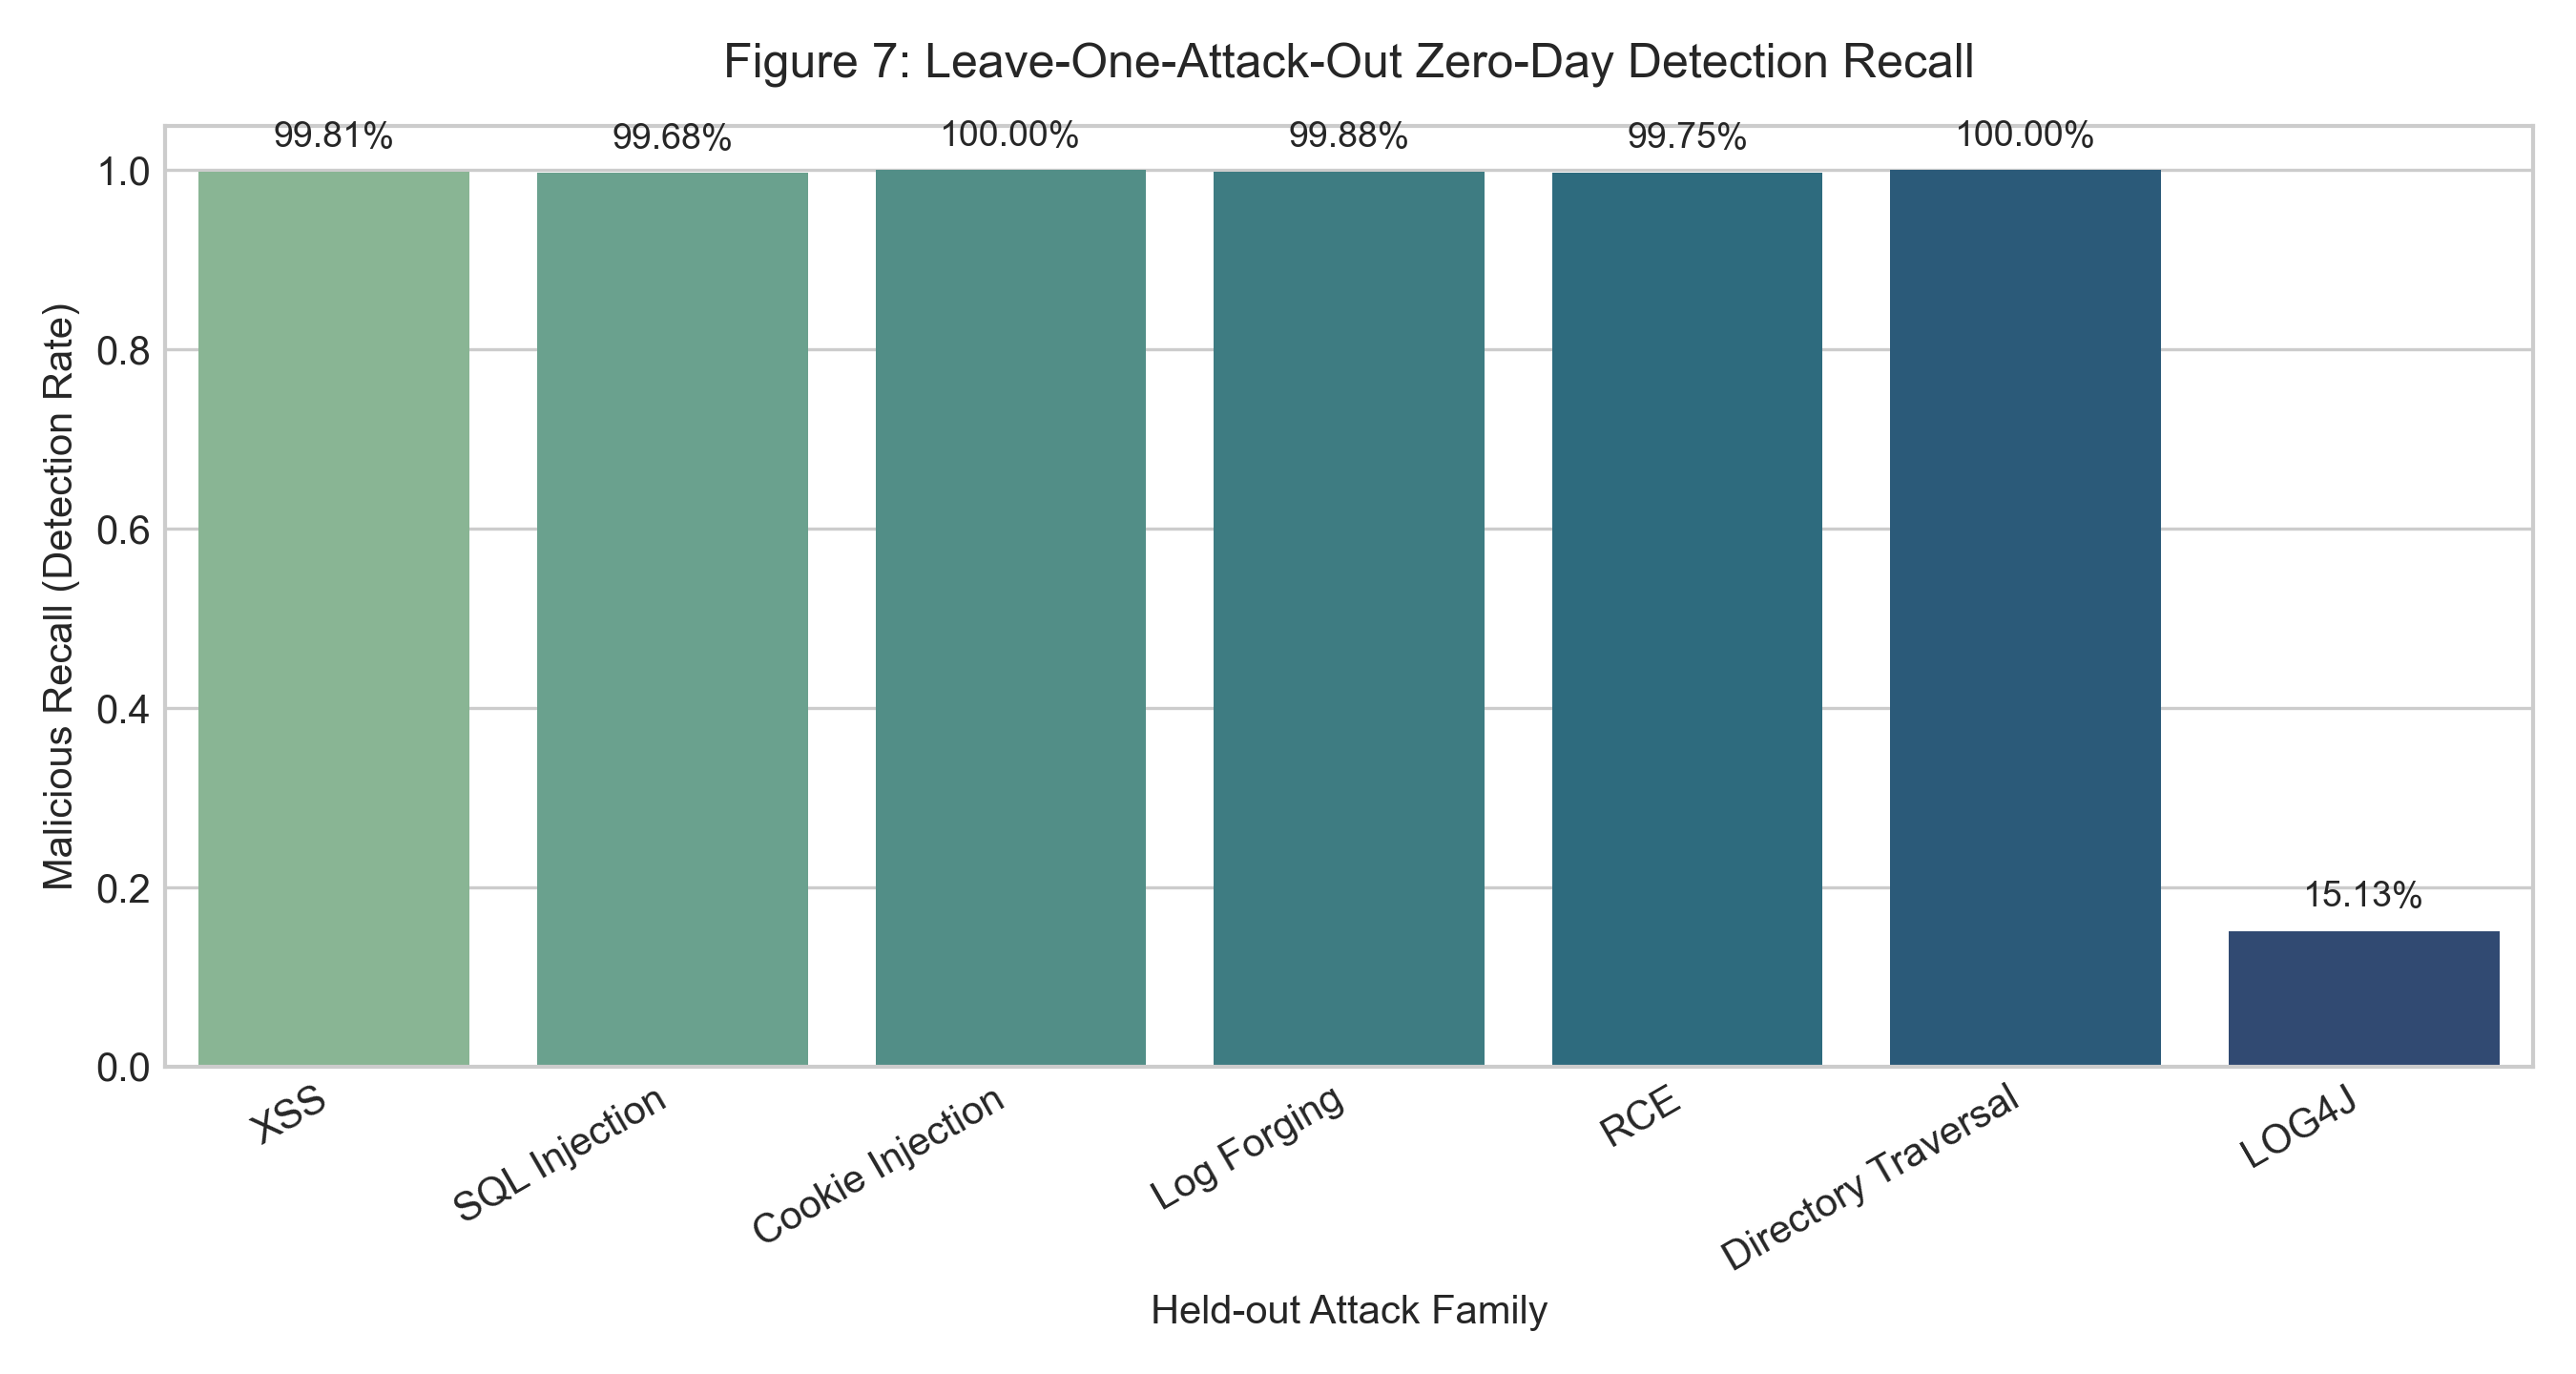 Figure 7: Leave-One-Attack-Out Zero-Day Detection Recall
99.81%
99.68%
100.00%
99.88%
99.75%
100.00%
15.13%
Malicious Recall (Detection Rate)
1.0
0.8
0.6
0.4
0.2
0.0
XSS
SQL Injection
Cookie Injection
Log Forging
RCE
Directory Traversal
LOG4J
Held-out Attack Family